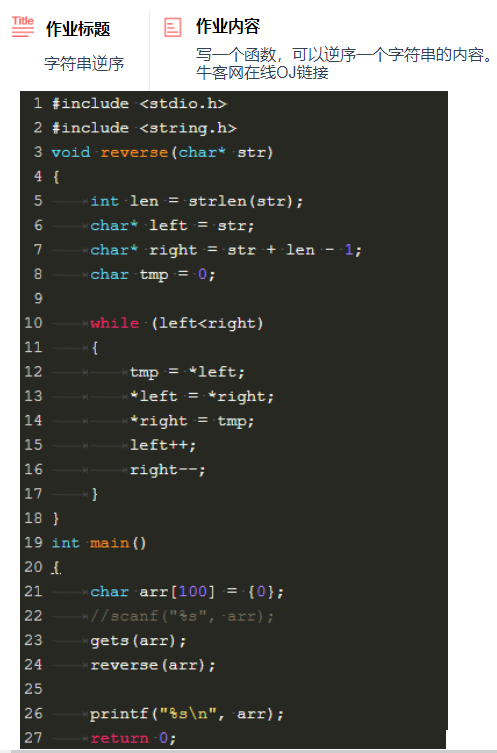 Title 作业标题
字符串逆序
作业内容
写一个函数，可以逆序一个字符串的内容。
牛客网在线OJ链接
1 #include <stdio.h>
2 #include <string.h>
3 void reverse(char* str)
4 {
5 int len = strlen(str);
6 char* left = str;
7 char* right = str + len - 1;
8 char tmp = 0;
9
10 while (left<right)
11 {
12 tmp = *left;
13 *left = *right;
14 *right = tmp;
15 left++;
16 right--;
17 }
18 }
19 int main()
20 {
21 char arr[100] = {0};
22 //scanf("%s", arr);
23 gets(arr);
24 reverse(arr);
25
26 printf("%s\n", arr);
27 return 0;